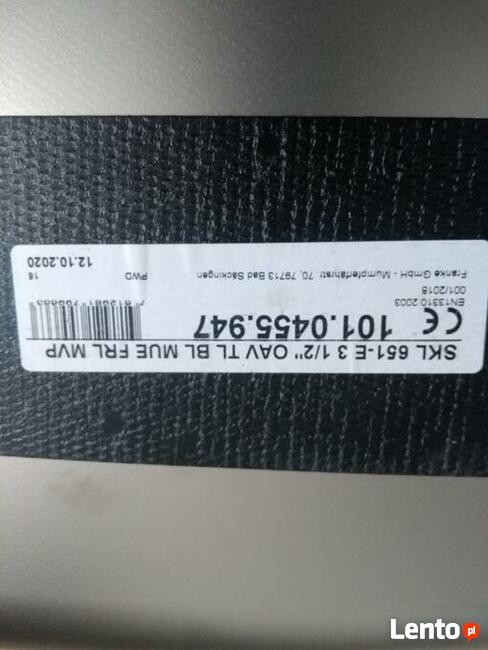 SKL 651-E 3 1/2" OAV TL BL MUE FRL MVP
CE 101.0455.947
EN13310:2003
001/2018
Franke GmbH - Mumpferfährstr. 70, 79713 Bad Säckingen
PWD
16
12.10.2020
Lento pl